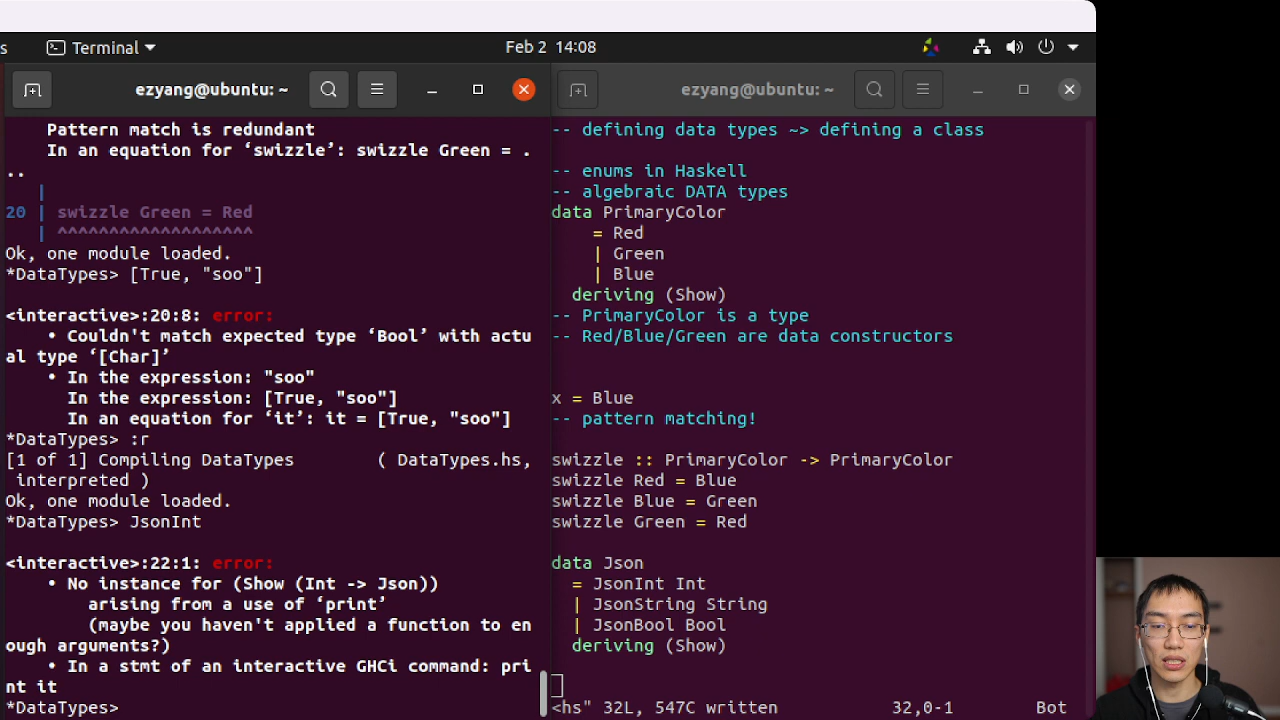 s Terminal Feb 2 14:08
ezyang@ubuntu: ~
Pattern match is redundant
In an equation for ‘swizzle’: swizzle Green = .
..
|
20 | swizzle Green = Red
| ^^^^^^^^^^^^^^^^^^^
Ok, one module loaded.
*DataTypes> [True, "soo"]
<interactive>:20:8: error:
• Couldn't match expected type ‘Bool’ with actu
al type ‘[Char]’
• In the expression: "soo"
In the expression: [True, "soo"]
In an equation for ‘it’: it = [True, "soo"]
*DataTypes> :r
[1 of 1] Compiling DataTypes ( DataTypes.hs,
interpreted )
Ok, one module loaded.
*DataTypes> JsonInt
<interactive>:22:1: error:
• No instance for (Show (Int -> Json))
arising from a use of ‘print’
(maybe you haven't applied a function to en
ough arguments?)
• In a stmt of an interactive GHCi command: pri
nt it
*DataTypes>
ezyang@ubuntu: ~
-- defining data types ~> defining a class
-- enums in Haskell
-- algebraic DATA types
data PrimaryColor
= Red
| Green
| Blue
deriving (Show)
-- PrimaryColor is a type
-- Red/Blue/Green are data constructors
x = Blue
-- pattern matching!
swizzle :: PrimaryColor -> PrimaryColor
swizzle Red = Blue
swizzle Blue = Green
swizzle Green = Red
data Json
= JsonInt Int
| JsonString String
| JsonBool Bool
deriving (Show)
<hs" 32L, 547C written 32,0-1 Bot